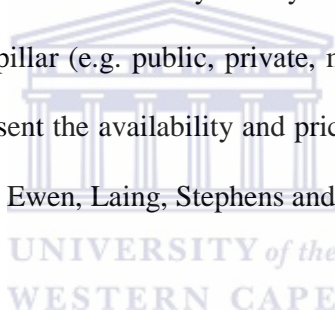 pillar (e.g. public, private,
sent the availability and pric
Ewen, Laing, Stephens and
UNIVERSITY of the
WESTERN CAPE